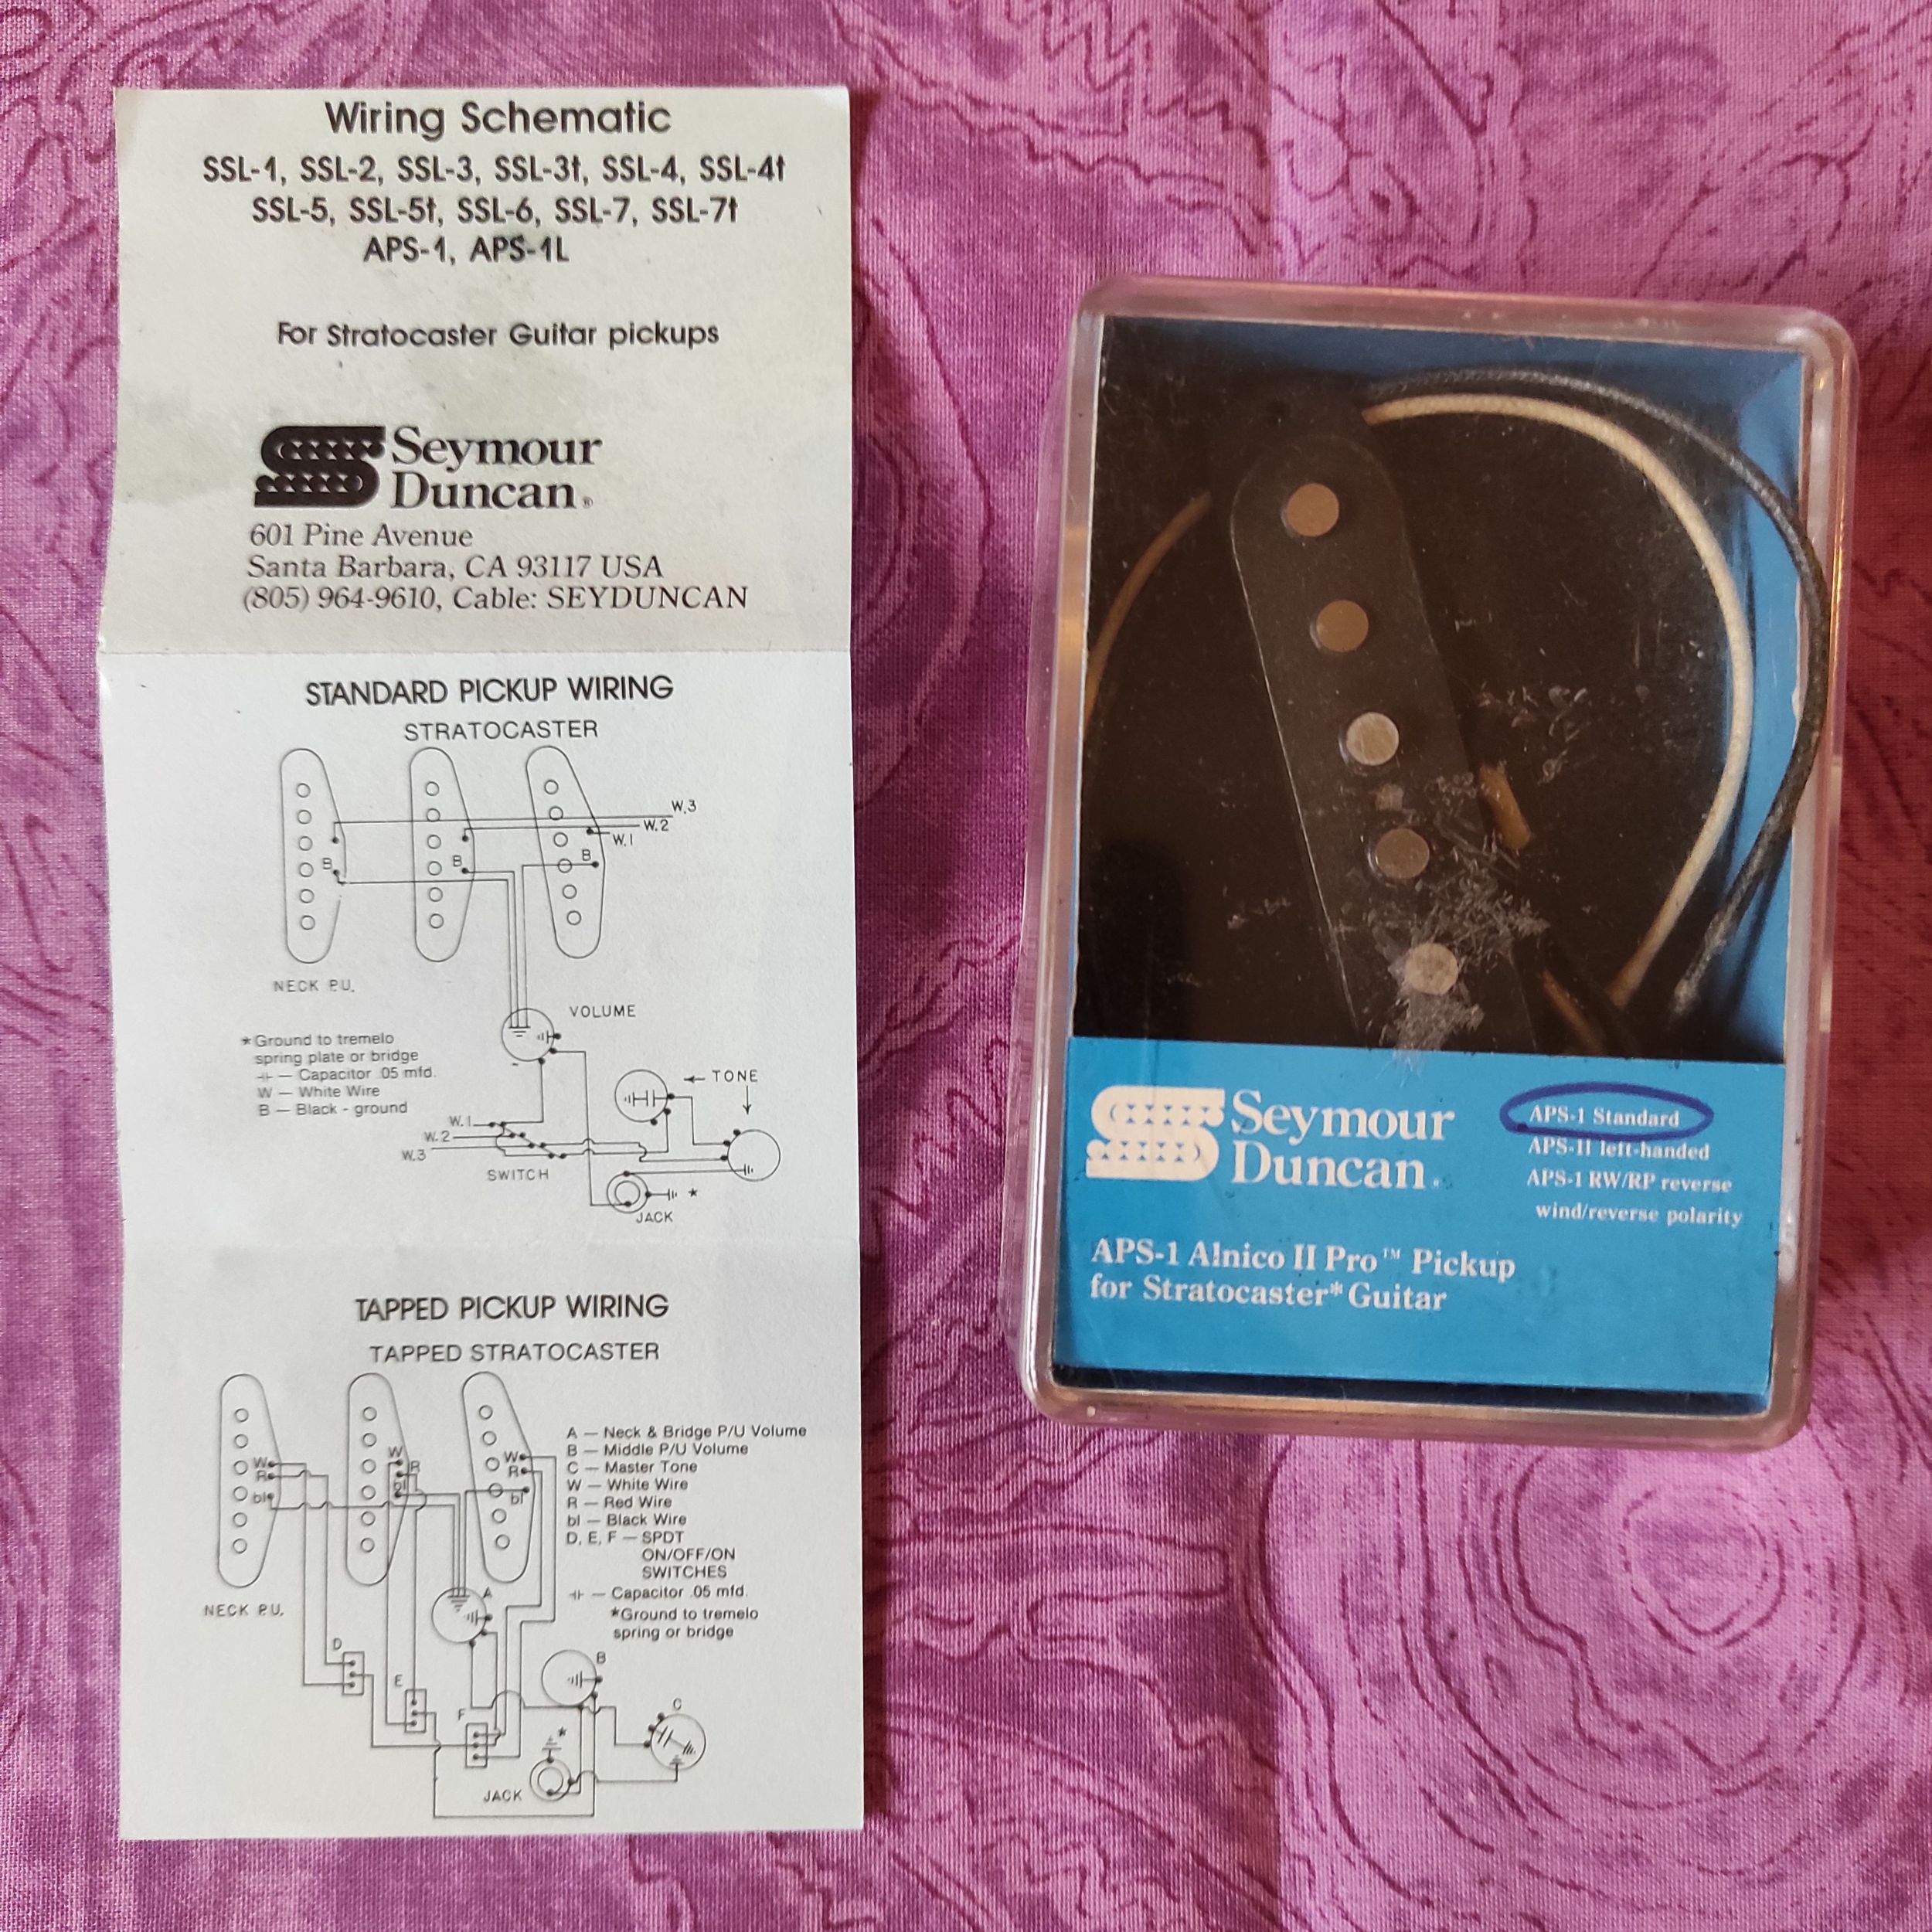 Wiring Schematic
SSL-1, SSL-2, SSL-3, SSL-3t, SSL-4, SSL-4t
SSL-5, SSL-5t, SSL-6, SSL-7, SSL-7t
APS-1, APS-1L
For Stratocaster Guitar pickups
Seymour
Duncan®
601 Pine Avenue
Santa Barbara, CA 93117 USA
(805) 964-9610, Cable: SEYDUNCAN
STANDARD PICKUP WIRING
STRATOCASTER
W.3
W.2
W.1
B
B
B
NECK P.U.
VOLUME
*Ground to tremelo
spring plate or bridge
— Capacitor .05 mfd.
W — White Wire
B — Black - ground
TONE
W.1
W.2
W.3
SWITCH
JACK
*
TAPPED PICKUP WIRING
TAPPED STRATOCASTER
W
R
bl
W
R
bl
W
R
bl
A — Neck & Bridge P/U Volume
B — Middle P/U Volume
C — Master Tone
W — White Wire
R — Red Wire
bl — Black Wire
D, E, F — SPDT
ON/OFF/ON
SWITCHES
— Capacitor .05 mfd.
*Ground to tremelo
spring or bridge
NECK P.U.
A
B
C
D
E
F
*
JACK
Seymour
Duncan®
APS-1 Standard
APS-1l left-handed
APS-1 RW/RP reverse
wind/reverse polarity
APS-1 Alnico II Pro™ Pickup
for Stratocaster* Guitar